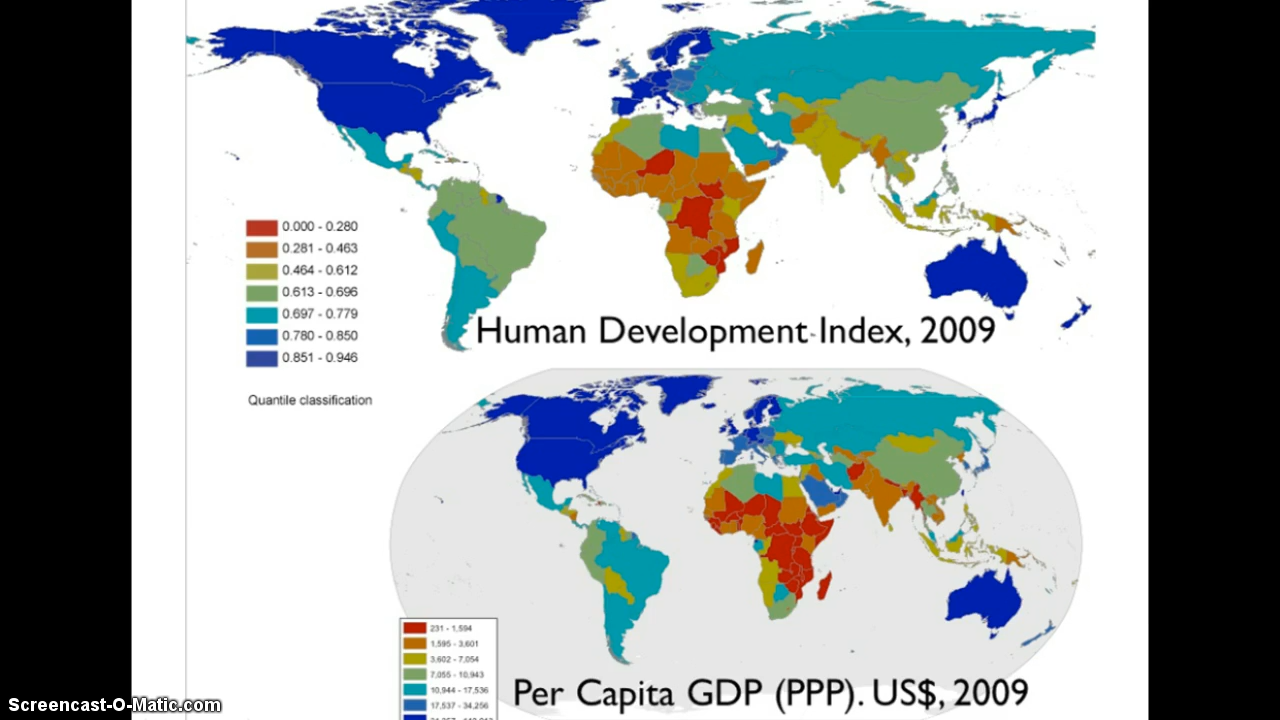 0.000 - 0.280
0.281 - 0.463
0.464 - 0.612
0.613 - 0.696
0.697 - 0.779
0.780 - 0.850
0.851 - 0.946
Quantile classification
Human Development Index, 2009
231 - 1,594
1,595 - 3,601
3,602 - 7,054
7,055 - 10,943
10,944 - 17,536
17,537 - 34,256
Per Capita GDP (PPP). US$, 2009
Screencast-O-Matic.com